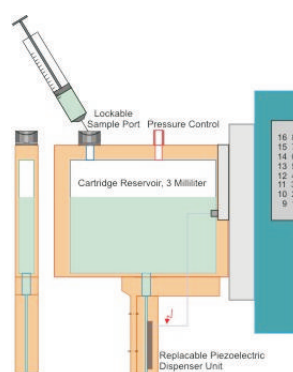 Lockable
Sample Port
Pressure Control
Cartridge Reservoir, 3 Milliliter
16 8
15
14
13
12
11
10
9
Replacable Piezoelectric
Dispenser Unit